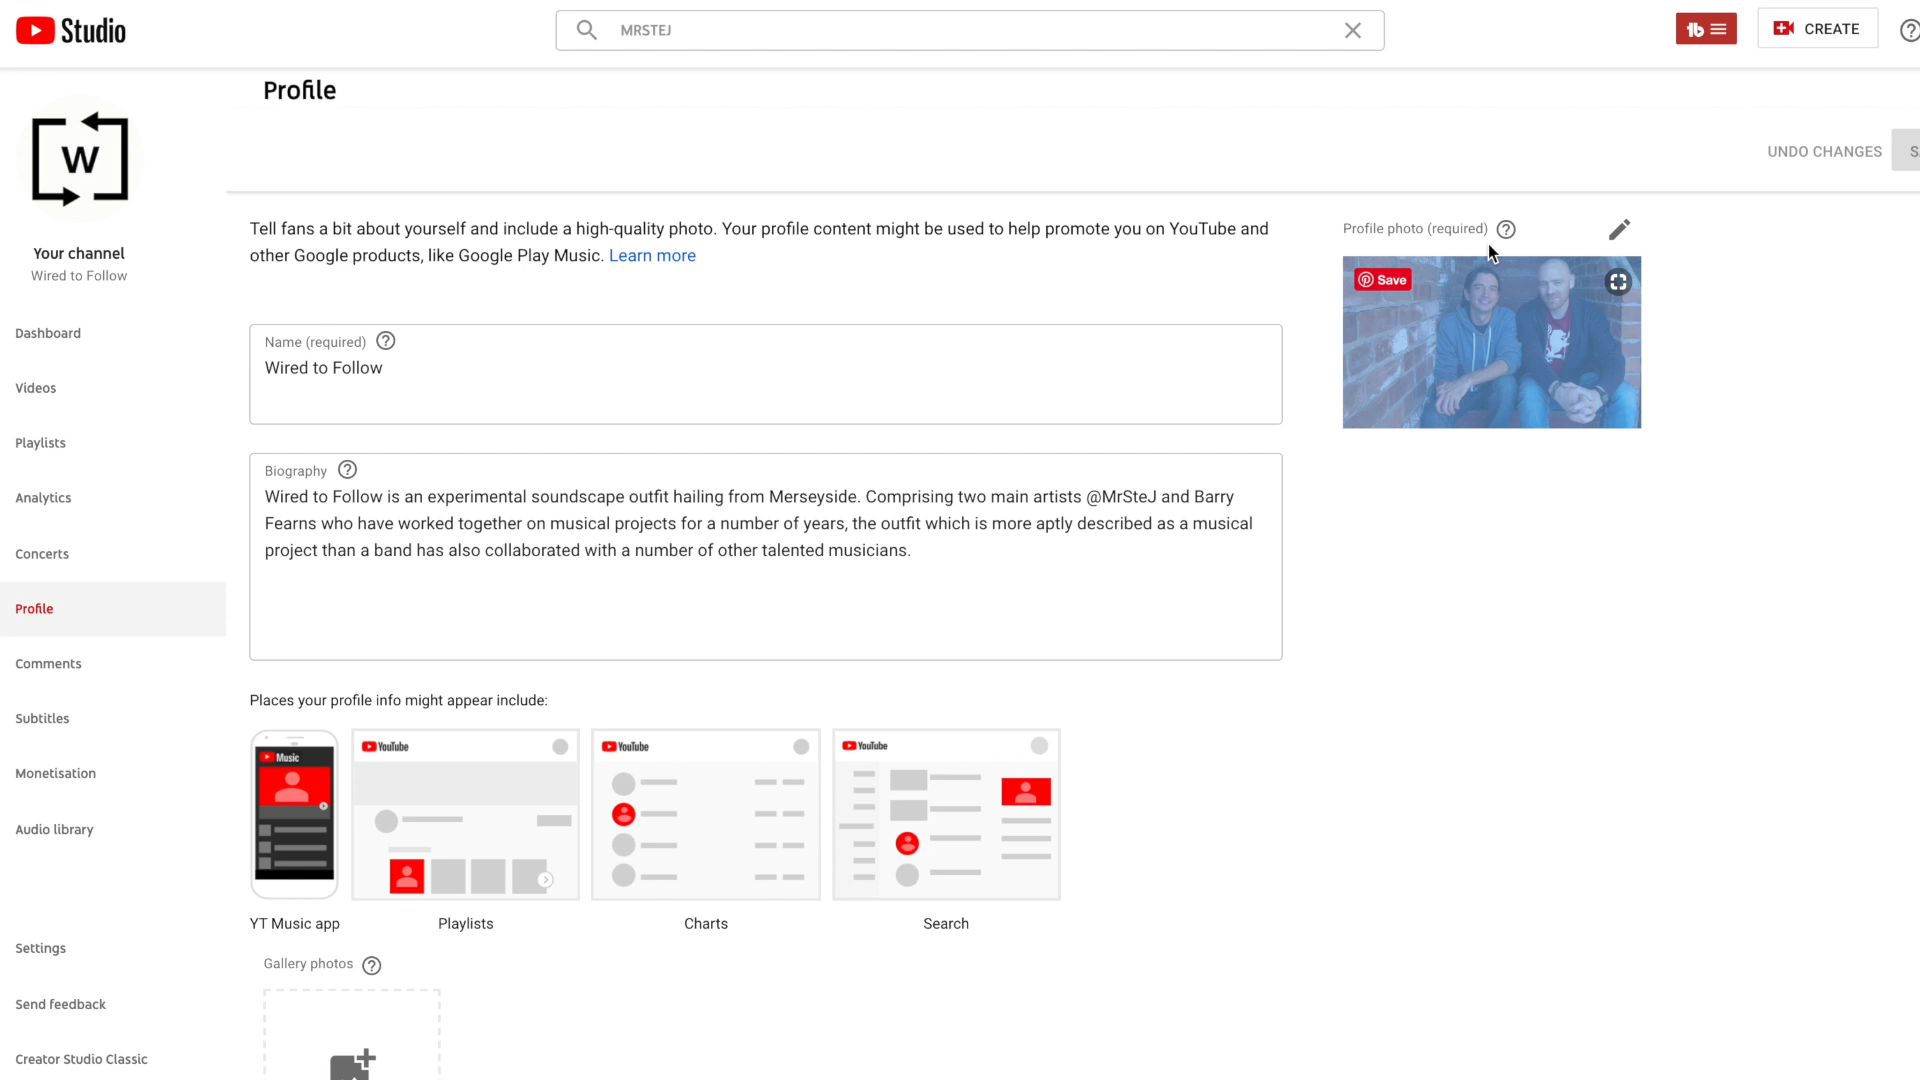 Studio
MRSTEJ
CREATE
Profile
W
UNDO CHANGES
Your channel
Wired to Follow
Tell fans a bit about yourself and include a high-quality photo. Your profile content might be used to help promote you on YouTube and
other Google products, like Google Play Music. Learn more
Profile photo (required)
Save
Dashboard
Videos
Playlists
Analytics
Concerts
Profile
Comments
Subtitles
Monetisation
Audio library
Settings
Send feedback
Creator Studio Classic
Name (required)
Wired to Follow
Biography
Wired to Follow is an experimental soundscape outfit hailing from Merseyside. Comprising two main artists @MrSteJ and Barry
Fearns who have worked together on musical projects for a number of years, the outfit which is more aptly described as a musical
project than a band has also collaborated with a number of other talented musicians.
Places your profile info might appear include:
Music
YouTube
YouTube
YouTube
YT Music app
Playlists
Charts
Search
Gallery photos